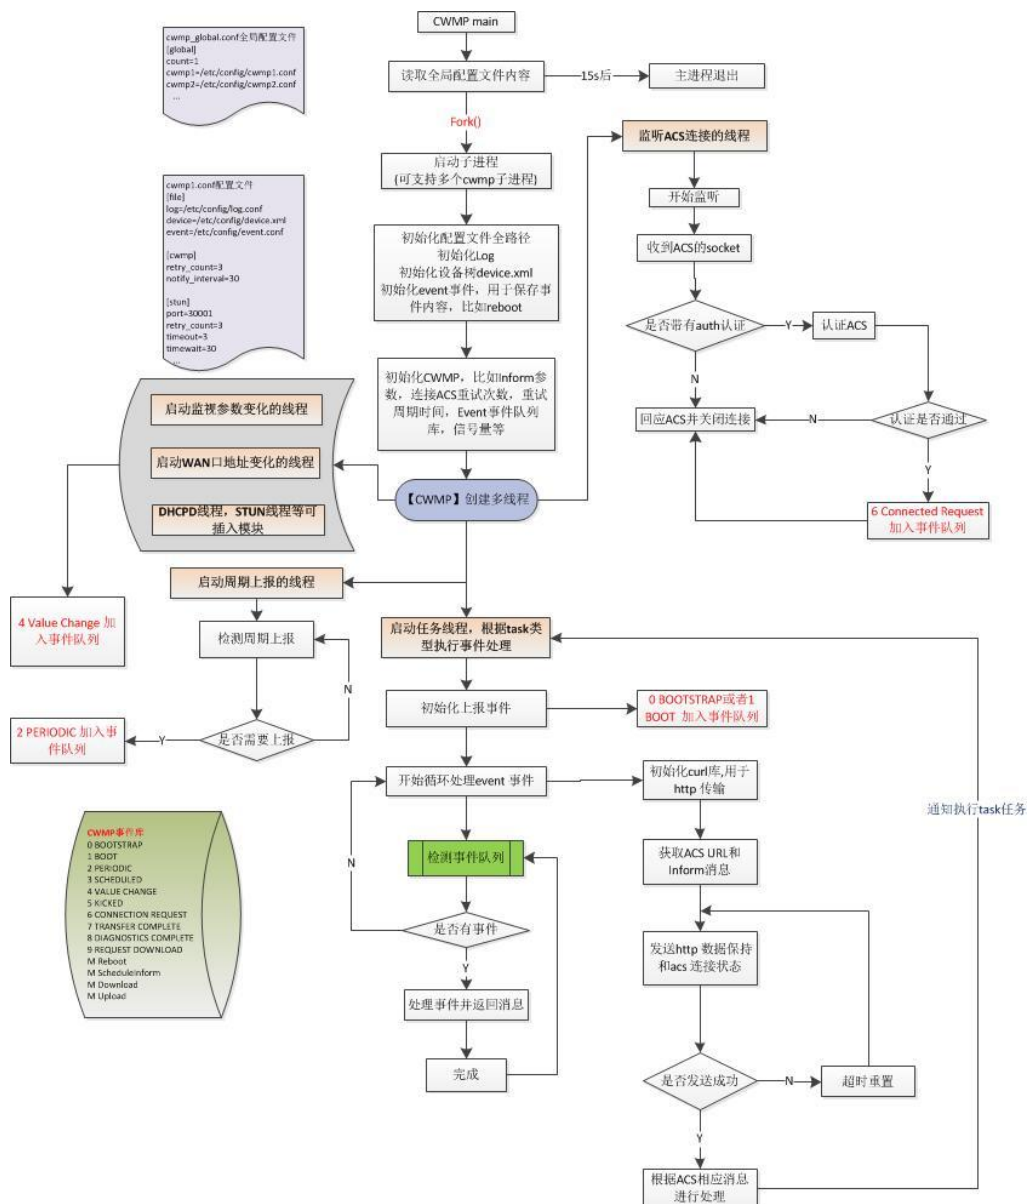 CWMP main
cwmp_global.conf全局配置文件
[global]
count=1
cwmp1=/etc/config/cwmp1.conf
cwmp2=/etc/config/cwmp2.conf
...
读取全局配置文件内容
15s后
主进程退出
Fork()
启动子进程
(可支持多个cwmp子进程)
监听ACS连接的线程
开始监听
收到ACS的socket
是否带有auth认证
Y
认证ACS
N
认证是否通过
N
回应ACS并关闭连接
Y
6 Connected Request
加入事件队列
cwmp1.conf配置文件
[file]
log=/etc/config/log.conf
device=/etc/config/device.xml
event=/etc/config/event.conf
[cwmp]
retry_count=3
notify_interval=30
[stun]
port=30001
retry_count=3
timeout=3
timewait=30
...
初始化配置文件全路径
初始化Log
初始化设备树device.xml
初始化event事件，用于保存事
件内容，比如reboot
初始化CWMP，比如Inform参
数，连接ACS重试次数，重试
周期时间，Event事件队列
库，信号量等
【CWMP】创建多线程
启动监视参数变化的线程
启动WAN口地址变化的线程
DHCPD线程，STUN线程等可
插入模块
4 Value Change 加
入事件队列
启动周期上报的线程
检测周期上报
N
是否需要上报
Y
2 PERIODIC 加入事
件队列
启动任务线程，根据task类
型执行事件处理
初始化上报事件
0 BOOTSTRAP或者1
BOOT 加入事件队列
开始循环处理event 事件
N
检测事件队列
是否有事件
Y
处理事件并返回消息
完成
初始化curl库,用于
http 传输
获取ACS URL和
Inform消息
发送http 数据保持
和acs 连接状态
是否发送成功
N
超时重置
Y
根据ACS相应消息
进行处理
通知执行task任务
CWMP事件库
0 BOOTSTRAP
1 BOOT
2 PERIODIC
3 SCHEDULED
4 VALUE CHANGE
5 KICKED
6 CONNECTION REQUEST
7 TRANSFER COMPLETE
8 DIAGNOSTICS COMPLETE
9 REQUEST DOWNLOAD
M Reboot
M ScheduleInform
M Download
M Upload